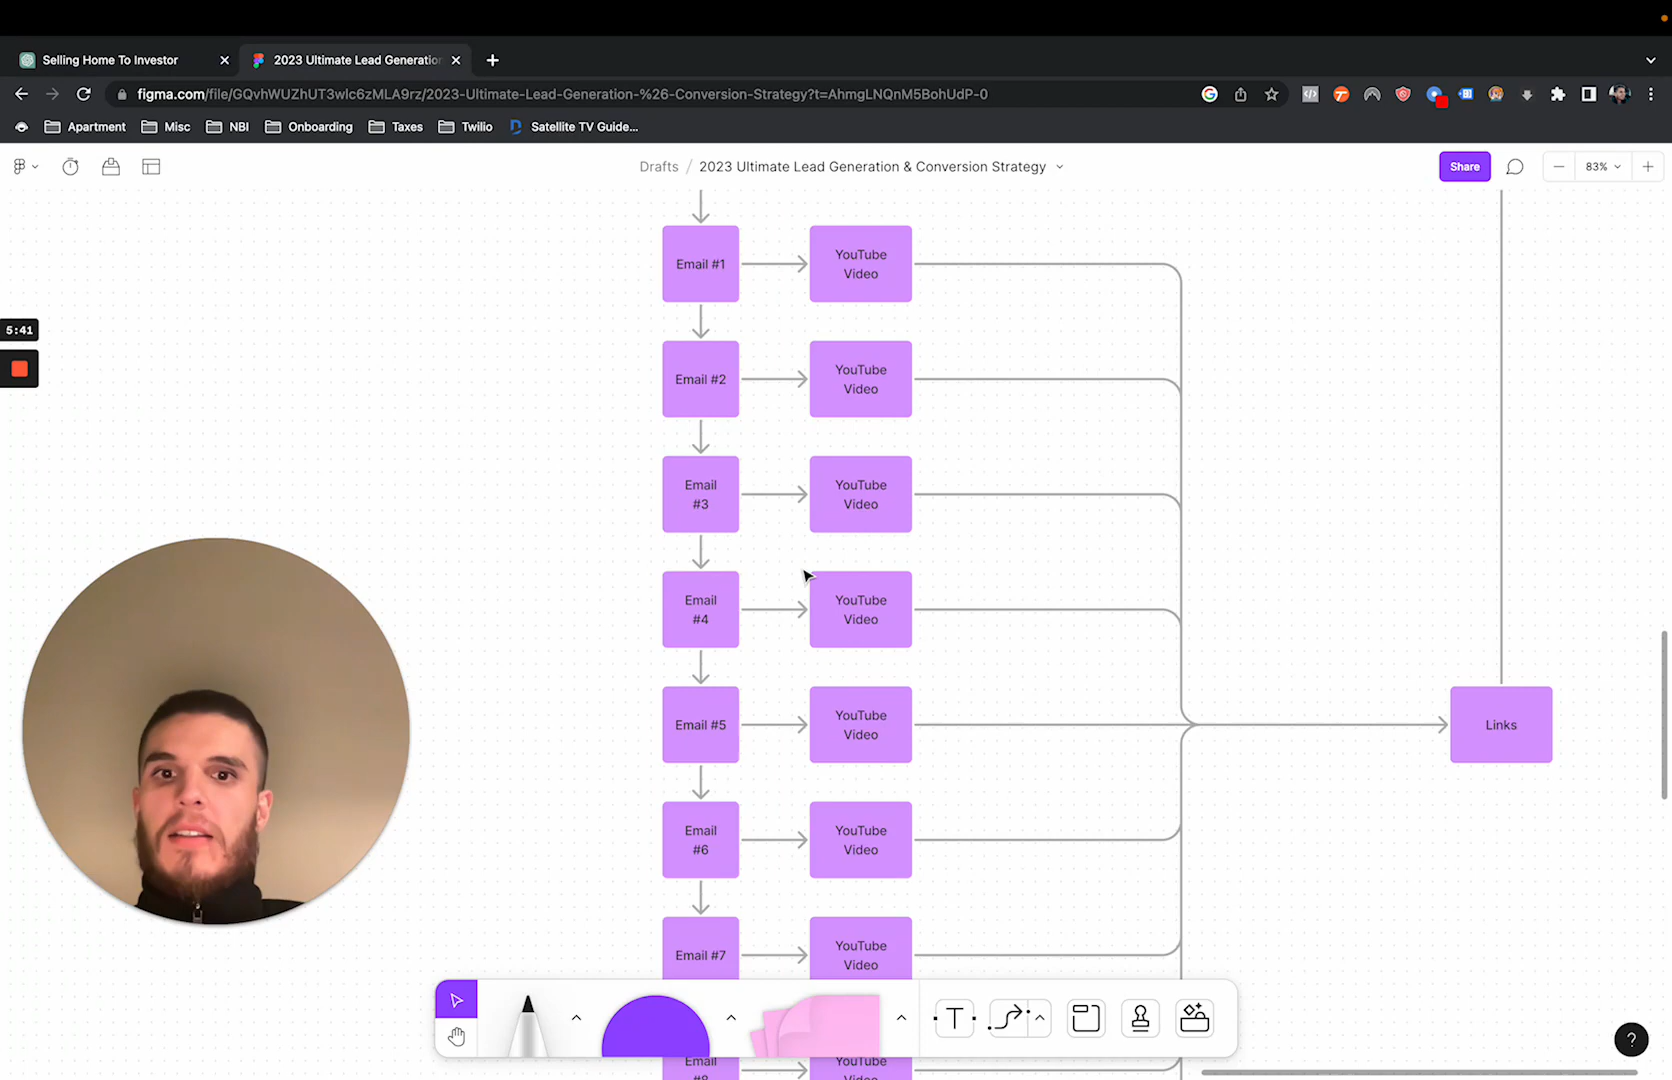 Selling Home To Investor
2023 Ultimate Lead Generatio
figma.com/file/GQvhWUZhUT3wlc6zMLA9rz/2023-Ultimate-Lead-Generation-%26-Conversion-Strategy?t=AhmgLNQnM5BohUdP-0
Apartment
Misc
NBI
Onboarding
Taxes
Twilio
Satellite TV Guide...
Drafts / 2023 Ultimate Lead Generation & Conversion Strategy
Share
83%
Email #1
YouTube
Video
5:41
Email #2
YouTube
Video
Email
#3
YouTube
Video
Email
#4
YouTube
Video
Email #5
YouTube
Video
Links
Email
#6
YouTube
Video
Email #7
YouTube
Video
T
?
Email
#8
YouTube
Video